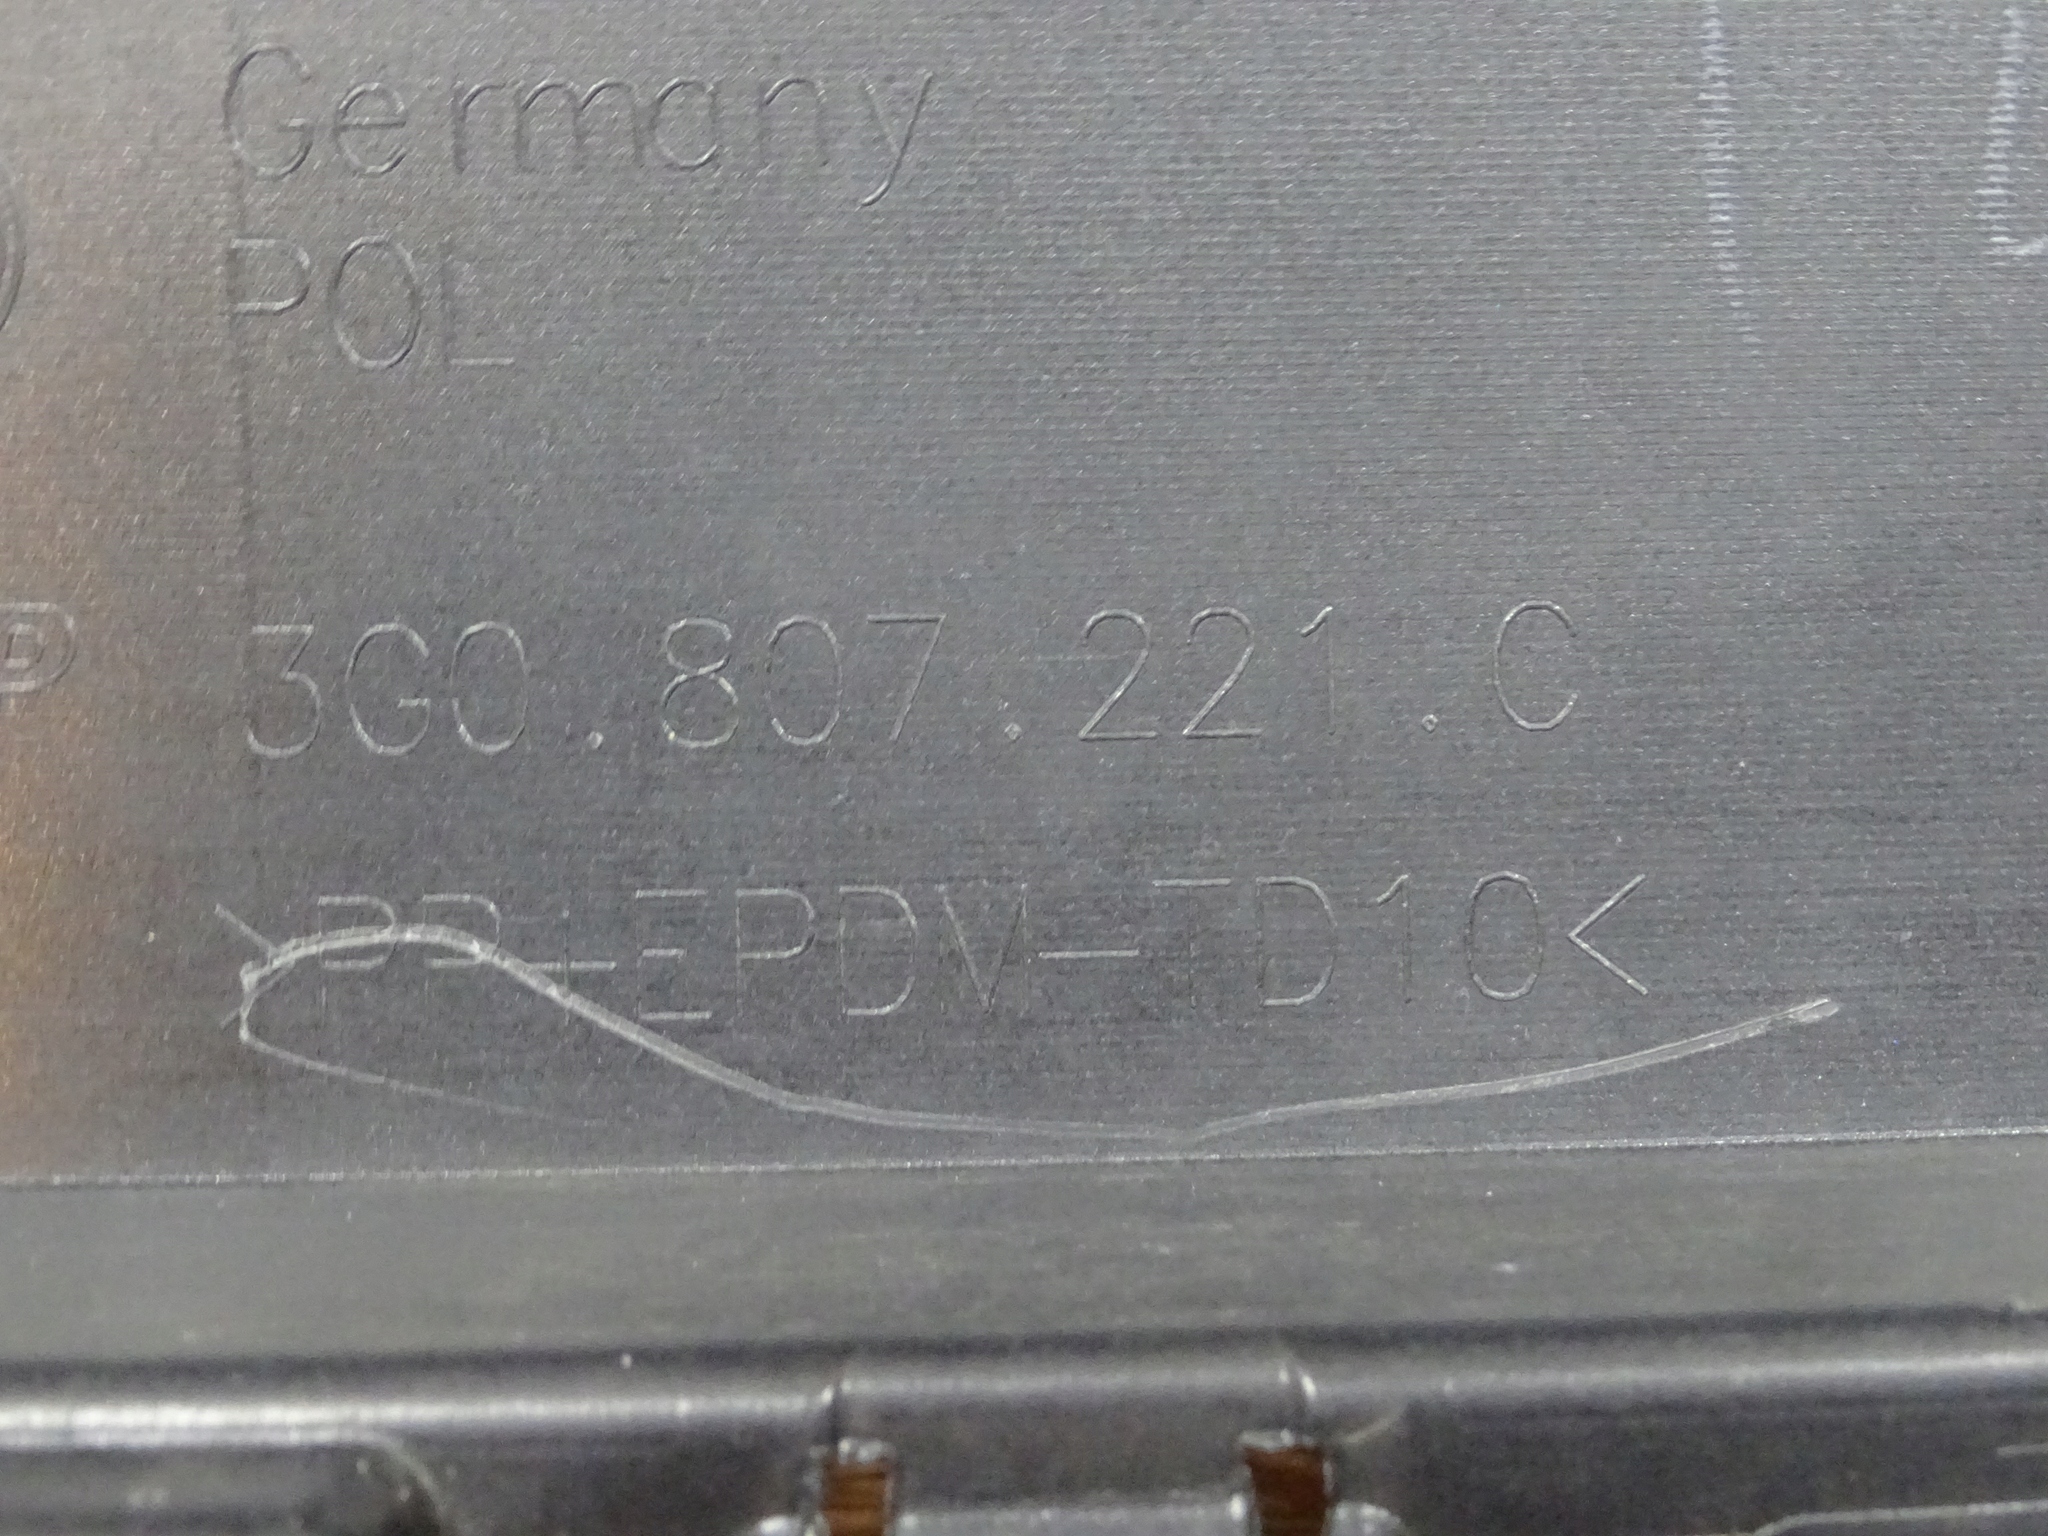 Germany
POL
3G0.807.221.C
>PP+EPDM-TD10<